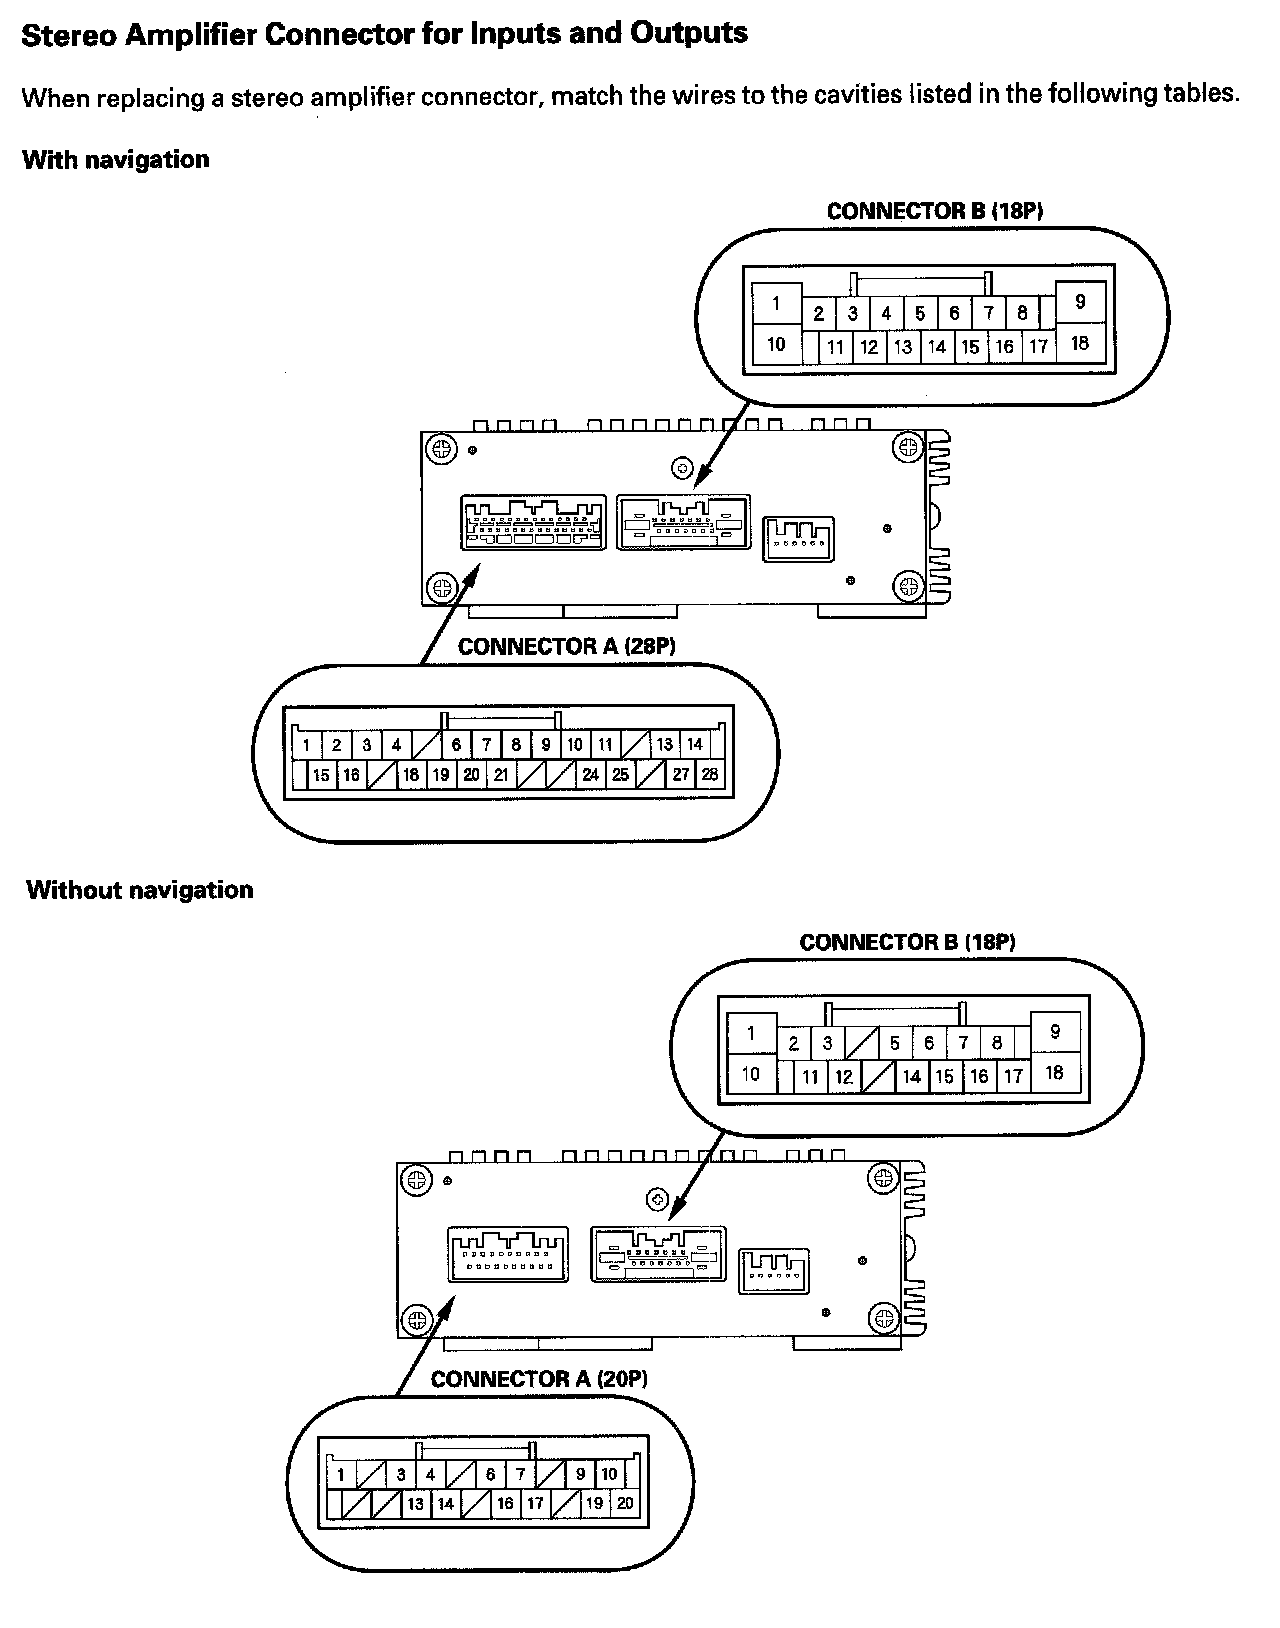 Stereo Amplifier Connector for Inputs and Outputs
When replacing a stereo amplifier connector, match the wires to the cavities listed in the following tables.
With navigation
CONNECTOR B (18P)
1 2 3 4 5 6 7 8 9
10 11 12 13 14 15 16 17 18
CONNECTOR A (28P)
1 2 3 4 6 7 8 9 10 11 13 14
15 16 18 19 20 21 24 25 27 28
Without navigation
CONNECTOR B (18P)
1 2 3 5 6 7 8 9
10 11 12 14 15 16 17 18
CONNECTOR A (20P)
1 3 4 6 7 9 10
13 14 16 17 19 20